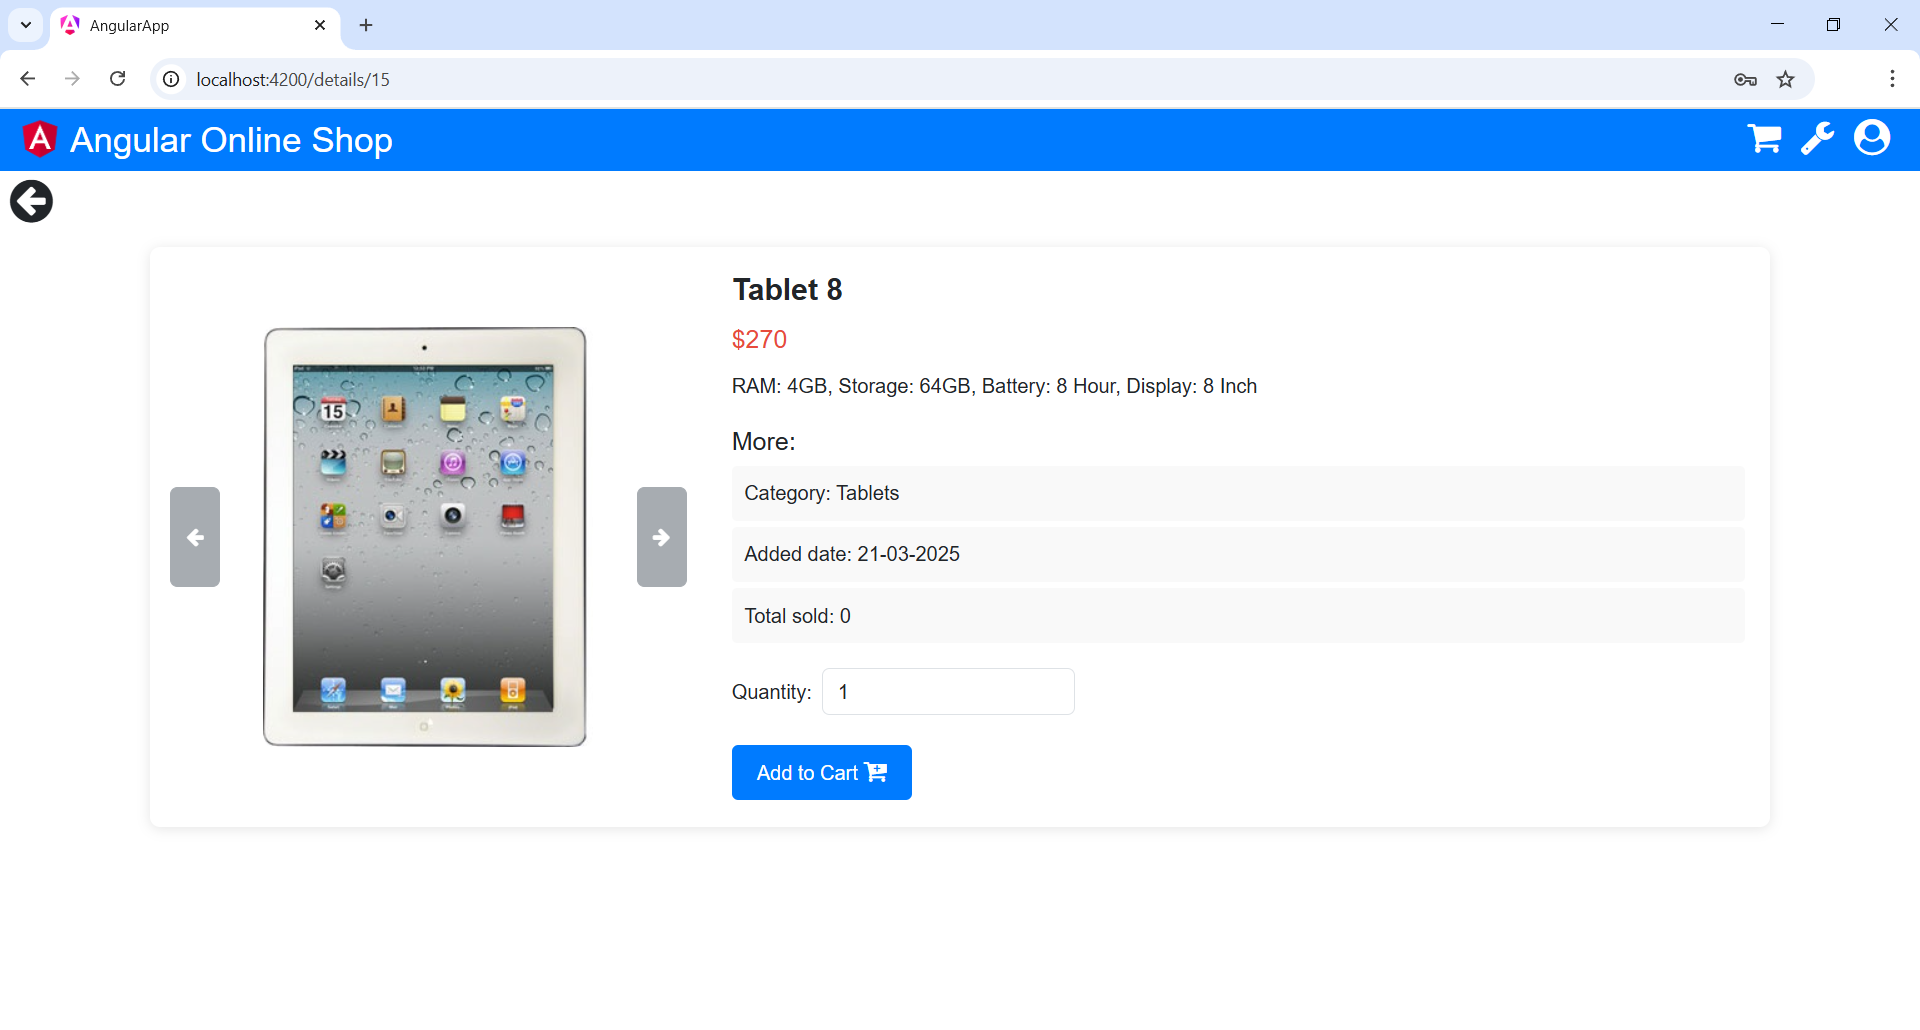 AngularApp
localhost:4200/details/15
Angular Online Shop
Tablet 8
$270
RAM: 4GB, Storage: 64GB, Battery: 8 Hour, Display: 8 Inch
More:
Category: Tablets
Added date: 21-03-2025
Total sold: 0
Quantity: 1
Add to Cart
15